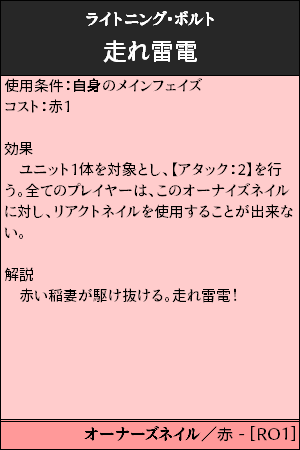 ライトニング・ボルト
走れ雷電
使用条件：自身のメインフェイズ
コスト：赤1
効果
ユニット1体を対象とし、【アタック：2】を行
う。全てのプレイヤーは、このオーナイズネイル
に対し、リアクトネイルを使用することが出来な
い。
解説
赤い稲妻が駆け抜ける。走れ雷電！
オーナーズネイル／赤 - [RO1]